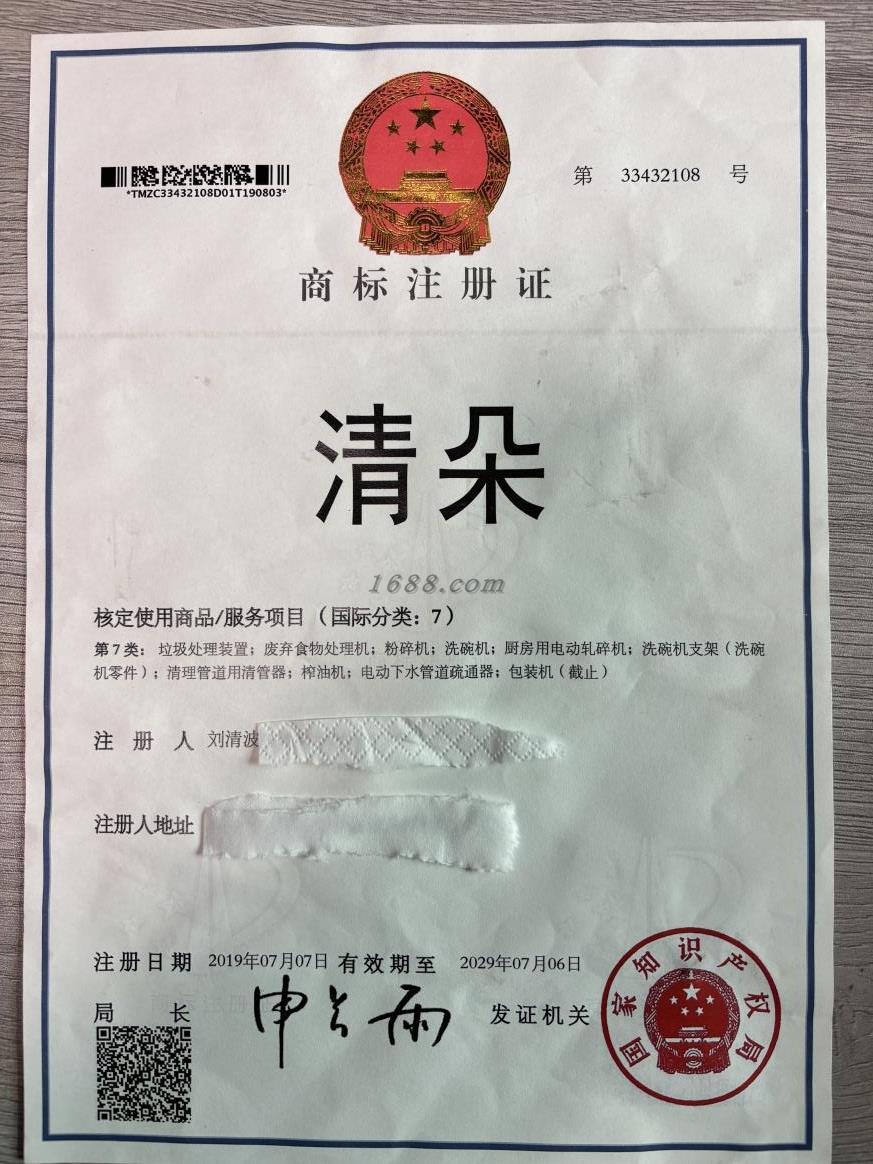 *TMZC33432108D01T190803*
第 33432108 号
商标注册证
清朵
1688.com
核定使用商品/服务项目（国际分类：7）
第7类：垃圾处理装置；废弃食物处理机；粉碎机；洗碗机；厨房用电动轧碎机；洗碗机支架（洗碗
机零件）；清理管道用清管器；榨油机；电动下水管道疏通器；包装机（截止）
注册人 刘清波
注册人地址
注册日期 2019年07月07日 有效期至 2029年07月06日
局长 申长雨 发证机关
国家知识产权局